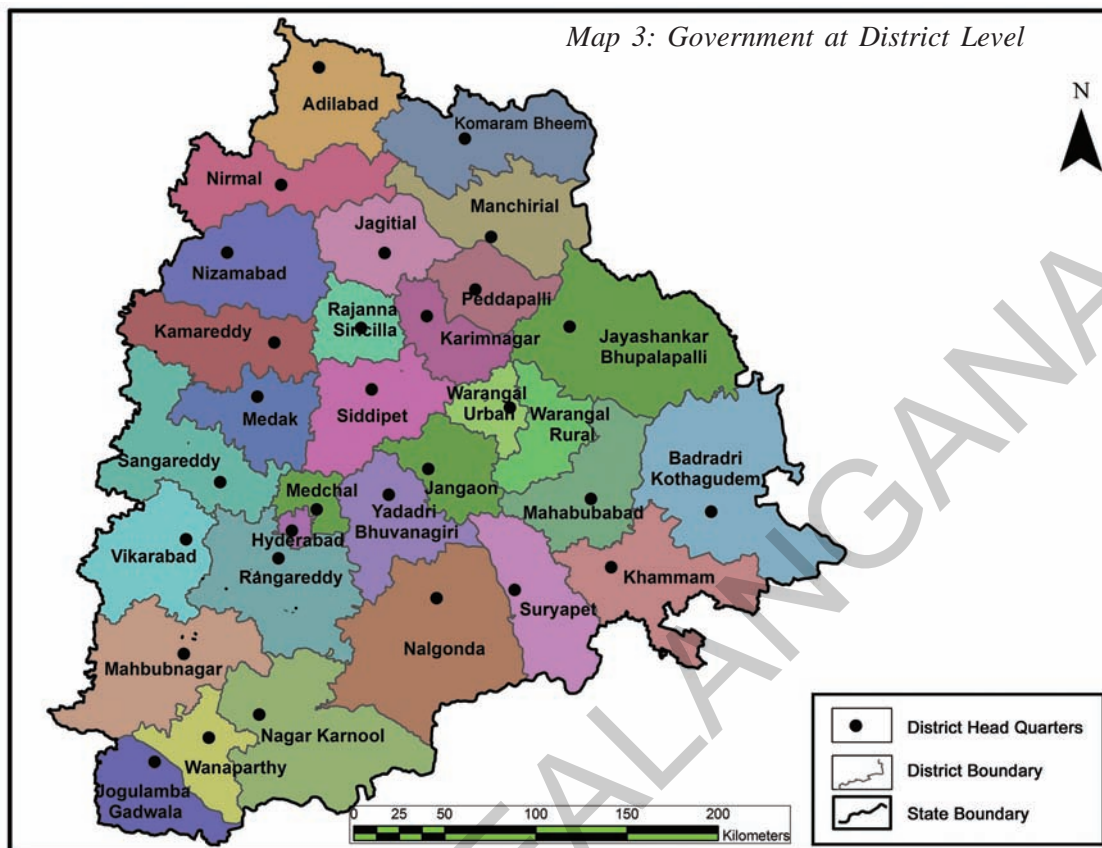 Map 3: Government at District Level
N
Adilabad
Komaram Bheem
Nirmal
Manchirial
Jagitial
Nizamabad
Peddapalli
Rajanna
Siricilla
Kamareddy
Karimnagar
Jayashankar
Bhupalapalli
Medak
Siddipet
Warangal
Urban
Warangal
Rural
Sangareddy
Badradri
Kothagudem
Medchal
Jangaon
Yadadri
Bhuvanagiri
Mahabubabad
Hyderabad
Vikarabad
Rangareddy
Khammam
Suryapet
Nalgonda
Mahbubnagar
Nagar Karnool
Wanaparthy
Jogulamba
Gadwala
District Head Quarters
District Boundary
State Boundary
0 25 50 100 150 200
Kilometers
TALANGANA